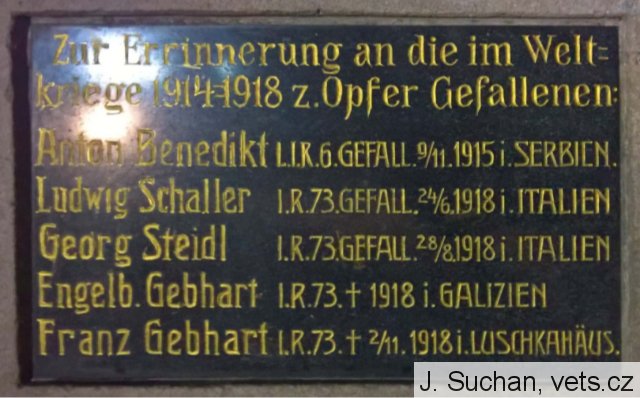 Zur Errinnerung an die im Welt=
kriege 1914=1918 z. Opfer Gefallenen:
Anton Benedikt L.I.R.6.GEFALL. 9/11. 1915 i. SERBIEN.
Ludwig Schaller I.R.73.GEFALL. 24/6.1918 i. ITALIEN
Georg Steidl I.R.73.GEFALL. 28/8.1918 i. ITALIEN
Engelb. Gebhart I.R.73. † 1918 i. GALIZIEN
Franz Gebhart I.R.73. † 2/11. 1918 i. LUSCHKAHÄUS.
J. Suchan, vets.cz